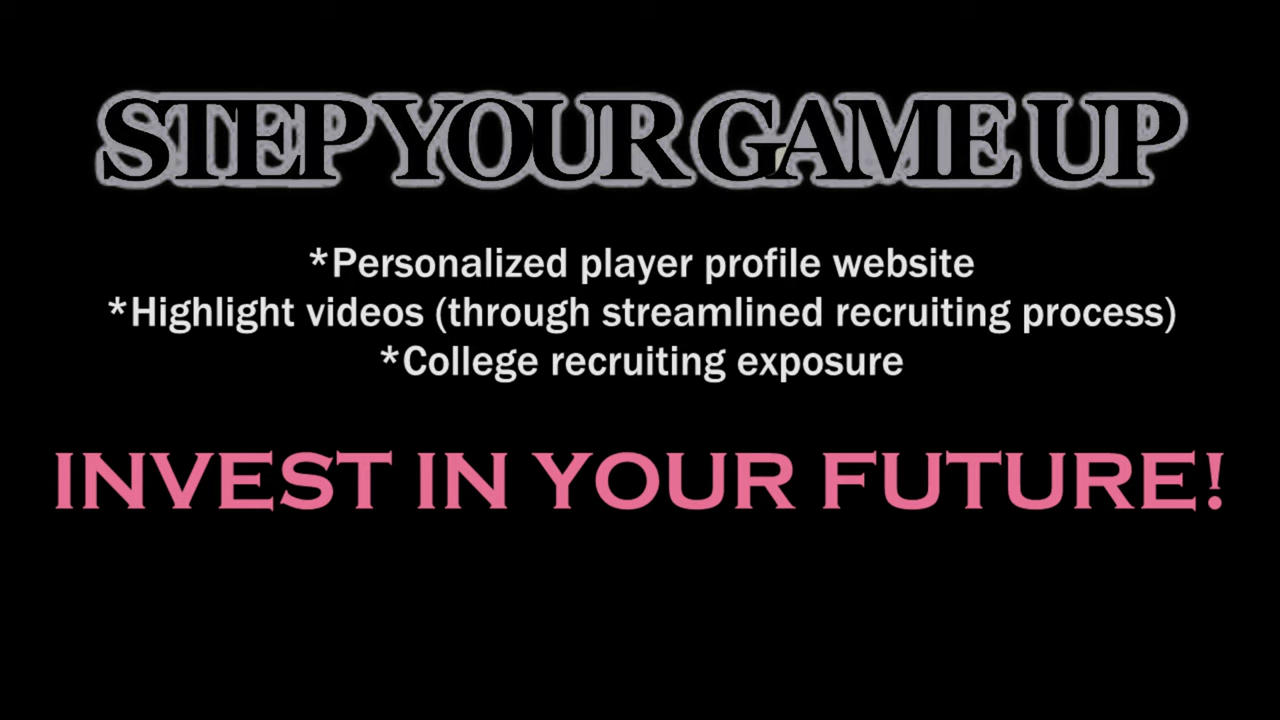 STEP YOUR GAME UP
*Personalized player profile website
*Highlight videos (through streamlined recruiting process)
*College recruiting exposure
INVEST IN YOUR FUTURE!